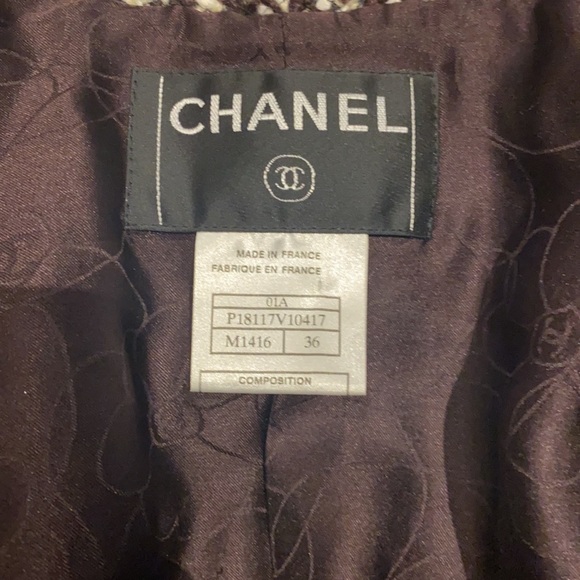 CHANEL
MADE IN FRANCE
FABRIQUE EN FRANCE
01A
P18117V10417
M1416 36
COMPOSITION